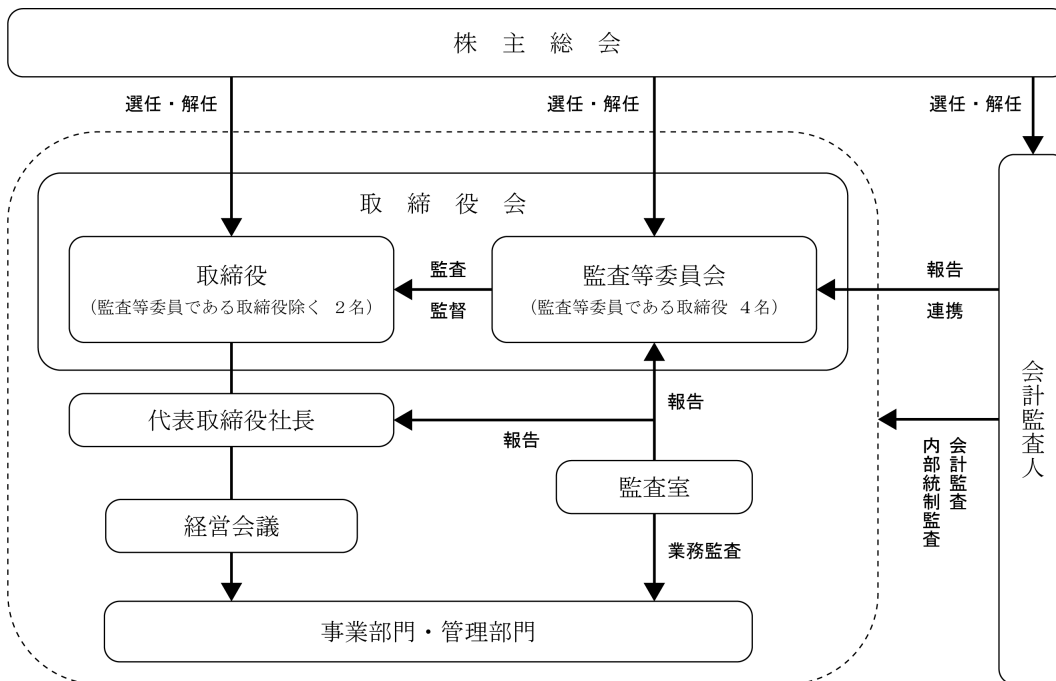 株 主 総 会
選任・解任
選任・解任
選任・解任
取 締 役 会
取締役
（監査等委員である取締役除く ２名）
監査
監督
監査等委員会
（監査等委員である取締役 ４名）
報告
連携
代表取締役社長
報告
報告
会計監査
内部統制監査
会計監査人
監査室
経営会議
業務監査
事業部門・管理部門